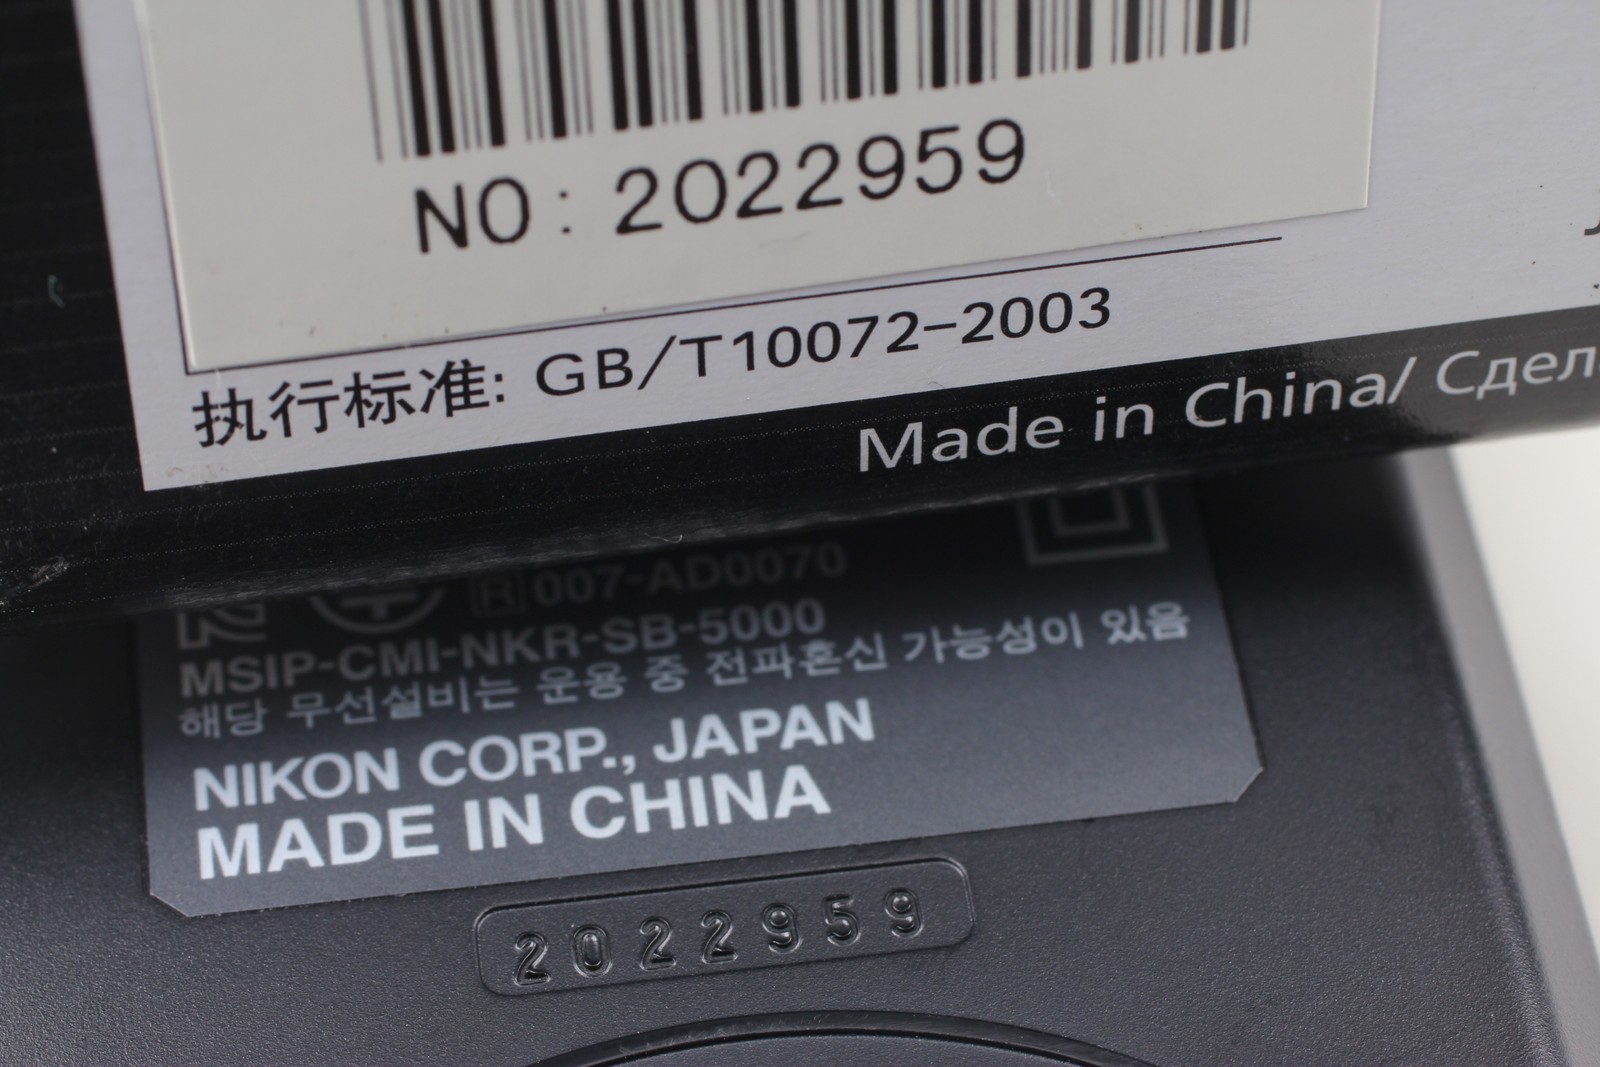 NO: 2022959
执行标准: GB/T10072-2003
Made in China/
R 007-AD0070
MSIP-CMI-NKR-SB-5000
해당 무선설비는 운용 중 전파혼신 가능성이 있음
NIKON CORP., JAPAN
MADE IN CHINA
2022959